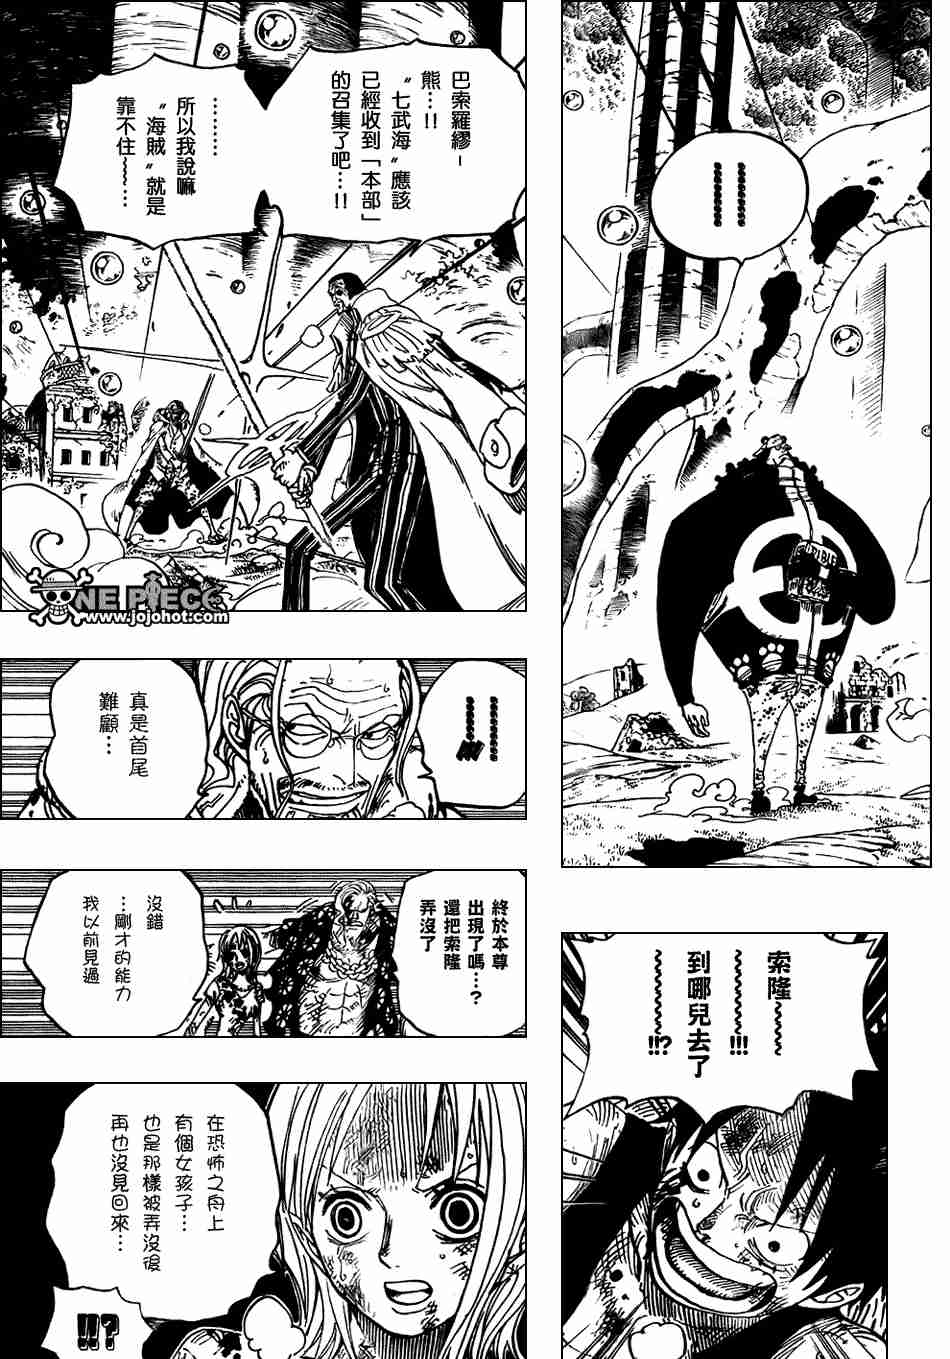 ………………
………………
索隆
～～～～!!!
到哪兒去了
～～～～!!?
巴索羅繆-
熊…!!
〝七武海〞應該
已經收到「本部」
的召集了吧…!!
………
所以我說嘛
〝海賊〞就是
靠不住～～……
ONE PIECE
www.jojohot.com
………………
………!!!
真是首尾
難顧…
終於本尊
出現了嗎…?
還把索隆
弄沒了
沒錯
…剛才的能力
我以前見過
在恐怖之舟上
有個女孩子…
也是那樣被弄沒後
再也沒見回來…
!!?